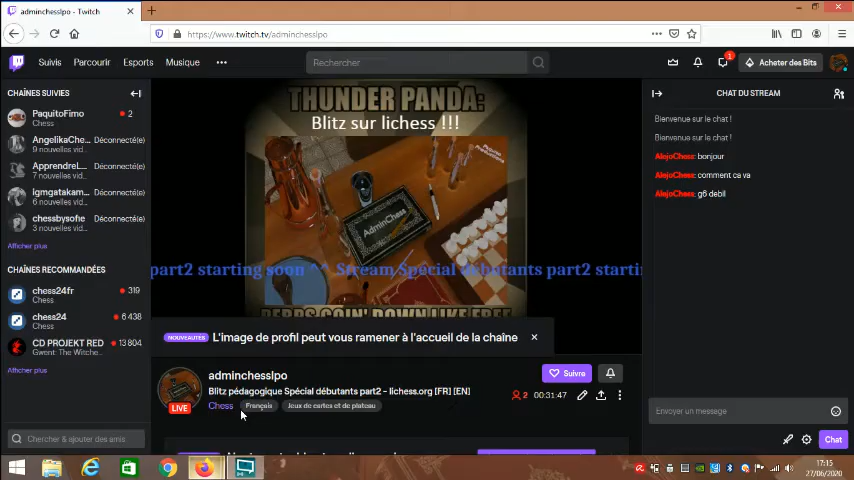 adminchesslpo - Twitch
https://www.twitch.tv/adminchesslpo
Suivis
Parcourir
Esports
Musique
Rechercher
1
Acheter des Bits
CHAÎNES SUIVIES
PaquitoFimo
2
Chess
AngelikaChe...
Déconnecté(e)
9 nouvelles vid...
ApprendreL...
Déconnecté(e)
7 nouvelles vid...
igmgatakam...
Déconnecté(e)
6 nouvelles vid...
chessbysofie
Déconnecté(e)
3 nouvelles vid...
Afficher plus
CHAÎNES RECOMMANDÉES
chess24fr
319
Chess
chess24
6 438
Chess
CD PROJEKT RED
13 804
Gwent: The Witche...
Afficher plus
Chercher & ajouter des amis
THUNDER PANDA:
Blitz sur lichess !!!
AdminChess
part2 starting soon ^^ Stream Spécial débutants part2 startin
NOUVEAUTÉS
L'image de profil peut vous ramener à l'accueil de la chaîne
LIVE
adminchesslpo
Blitz pédagogique Spécial débutants part2 - lichess.org [FR] [EN]
Chess
Français
Jeux de cartes et de plateau
Suivre
2
00:31:47
CHAT DU STREAM
Bienvenue sur le chat !
Bienvenue sur le chat !
AlejoChess: bonjour
AlejoChess: comment ca va
AlejoChess: g6 debil
Envoyer un message
Chat
17:15
27/06/2020